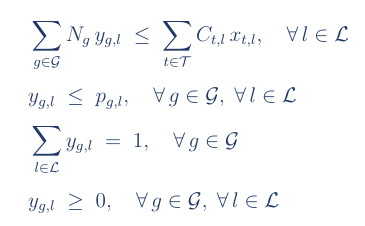 ∑_{g∈𝒢} N_g y_{g,l} ≤ ∑_{t∈𝒯} C_{t,l} x_{t,l}, ∀ l ∈ ℒ
y_{g,l} ≤ p_{g,l}, ∀ g ∈ 𝒢, ∀ l ∈ ℒ
∑_{l∈ℒ} y_{g,l} = 1, ∀ g ∈ 𝒢
y_{g,l} ≥ 0, ∀ g ∈ 𝒢, ∀ l ∈ ℒ